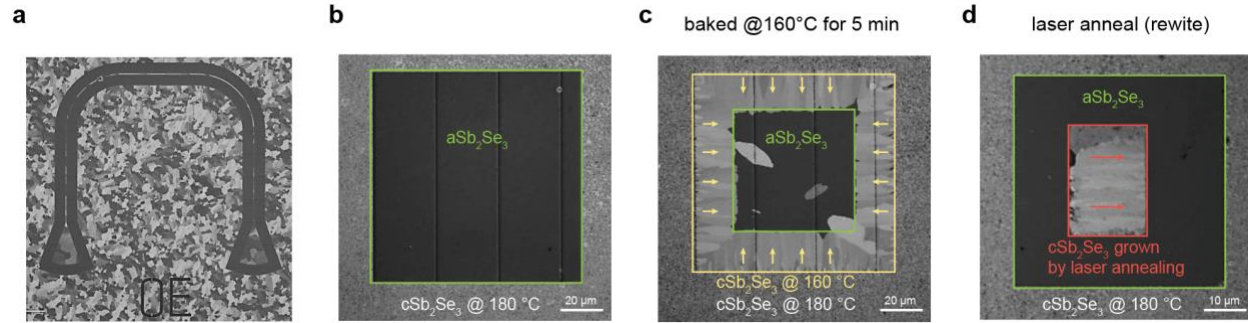 a
OE
b
aSb₂Se₃
cSb₂Se₃ @ 180 °C
20 µm
c
baked @160°C for 5 min
aSb₂Se₃
cSb₂Se₃ @ 160 °C
cSb₂Se₃ @ 180 °C
20 µm
d
laser anneal (rewite)
aSb₂Se₃
cSb₂Se₃ grown
by laser annealing
cSb₂Se₃ @ 180 °C
10 µm